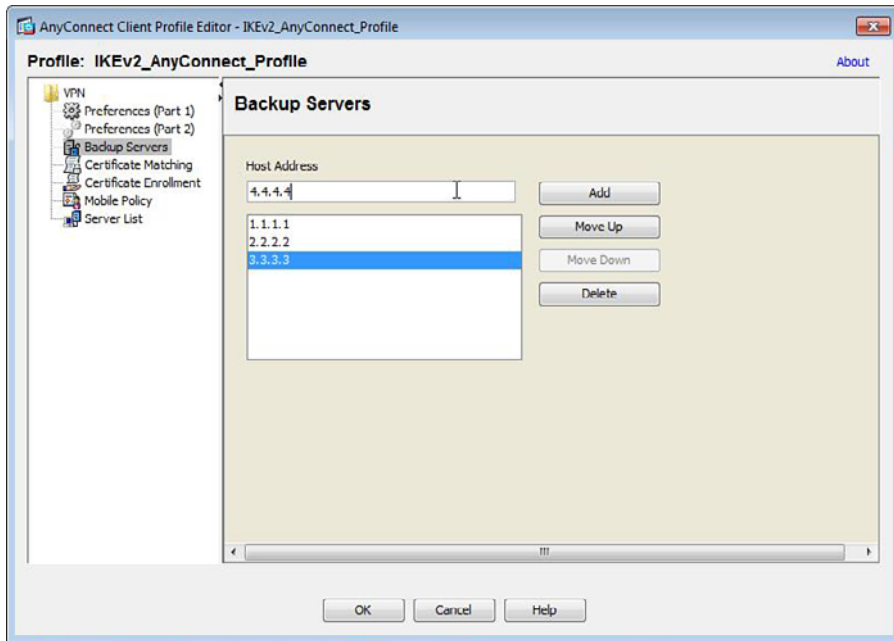 AnyConnect Client Profile Editor - IKEv2_AnyConnect_Profile
Profile: IKEv2_AnyConnect_Profile
About
VPN
Preferences (Part 1)
Preferences (Part 2)
Backup Servers
Certificate Matching
Certificate Enrollment
Mobile Policy
Server List
Backup Servers
Host Address
4.4.4.4
Add
1.1.1.1
2.2.2.2
3.3.3.3
Move Up
Move Down
Delete
OK
Cancel
Help